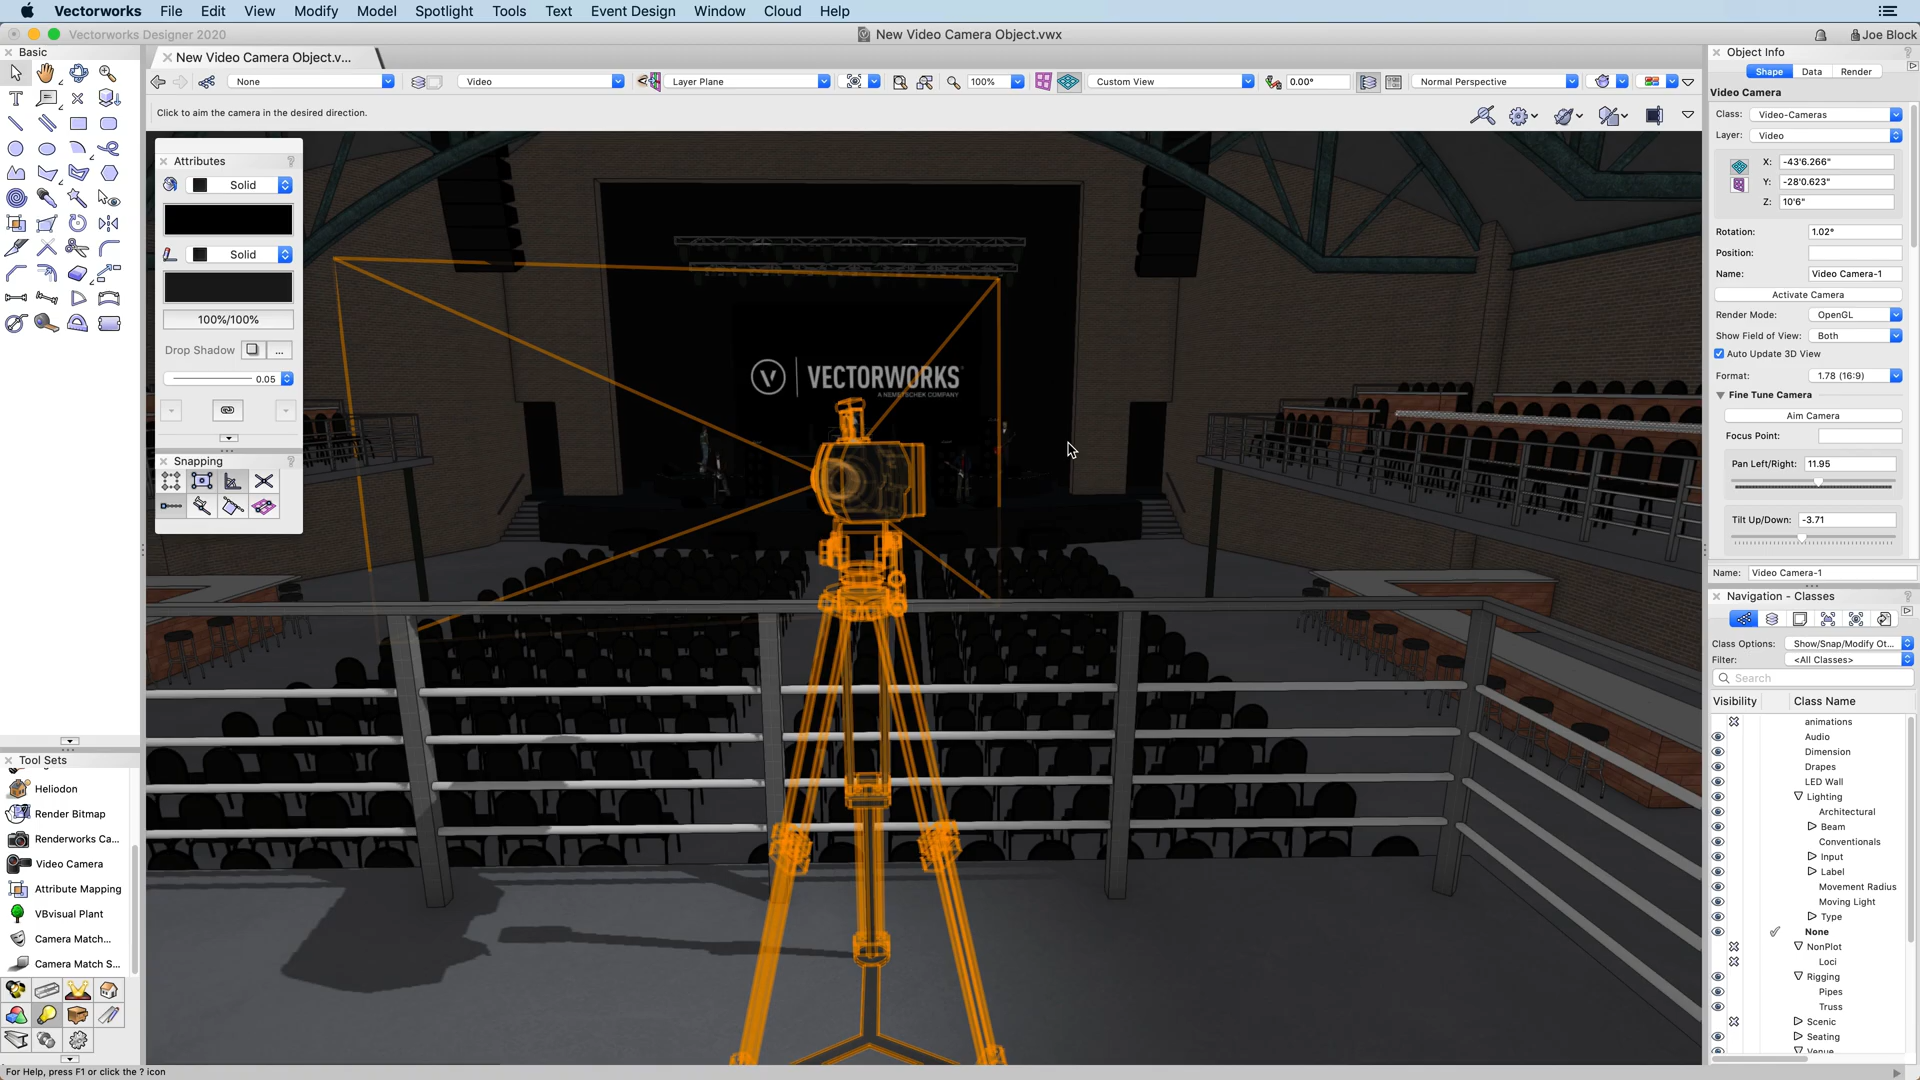 Vectorworks File Edit View Modify Model Spotlight Tools Text Event Design Window Cloud Help
Vectorworks Designer 2020
New Video Camera Object.vwx
Joe Block
Basic
New Video Camera Object.v...
None
Video
Layer Plane
100%
Custom View
0.00°
Normal Perspective
Click to aim the camera in the desired direction.
Attributes
?
Solid
Solid
100%/100%
Drop Shadow
...
0.05
Snapping
?
VECTORWORKS
A NEMETSCHEK COMPANY
Tool Sets
Heliodon
Render Bitmap
Renderworks Ca...
Video Camera
Attribute Mapping
VBvisual Plant
Camera Match...
Camera Match S...
For Help, press F1 or click the ? icon
Object Info
?
Shape Data Render
Video Camera
Class: Video-Cameras
Layer: Video
X: -43'6.266"
Y: -28'0.623"
Z: 10'6"
Rotation: 1.02°
Position:
Name: Video Camera-1
Activate Camera
Render Mode: OpenGL
Show Field of View: Both
Auto Update 3D View
Format: 1.78 (16:9)
Fine Tune Camera
Aim Camera
Focus Point:
Pan Left/Right: 11.95
Tilt Up/Down: -3.71
Name: Video Camera-1
Navigation - Classes
?
Class Options: Show/Snap/Modify Ot...
Filter: <All Classes>
Search
Visibility Class Name
animations
Audio
Dimension
Drapes
LED Wall
Lighting
Architectural
Beam
Conventionals
Input
Label
Movement Radius
Moving Light
Type
None
NonPlot
Loci
Rigging
Pipes
Truss
Scenic
Seating
Venue